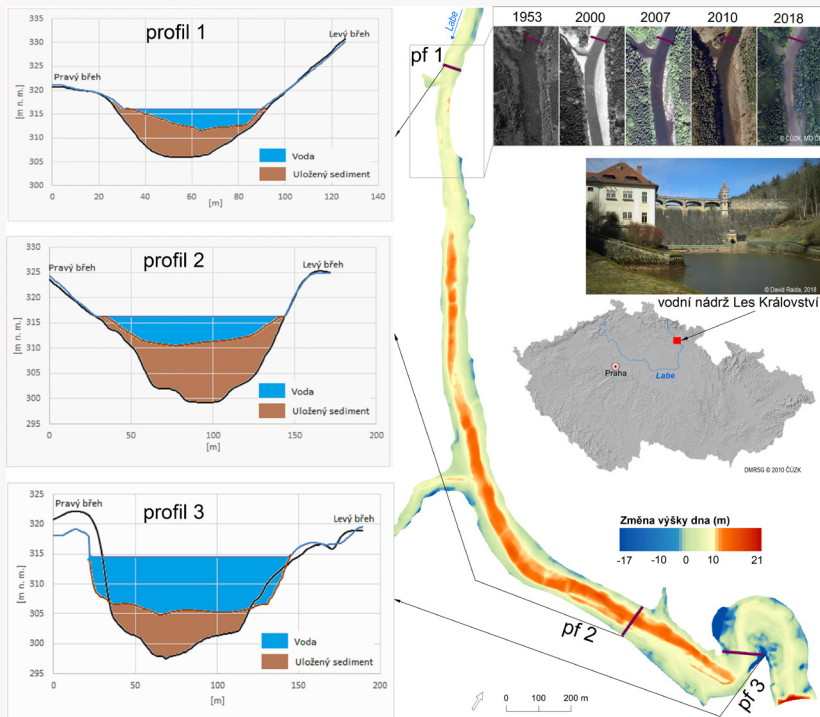 profil 1
Levý břeh
Pravý břeh
[m n. m.]
335
330
325
320
315
310
305
300
Voda
Uložený sediment
0 20 40 60 80 100 120 140
[m]
profil 2
Pravý břeh
Levý břeh
[m n. m.]
330
325
320
315
310
305
300
295
Voda
Uložený sediment
0 50 100 150 200
[m]
profil 3
Pravý břeh
Levý břeh
[m n. m.]
325
320
315
310
305
300
295
Voda
Uložený sediment
0 50 100 150 200
[m]
Labe
pf 1
1953 2000 2007 2010 2018
© David Raida, 2018
vodní nádrž Les Království
Praha
Labe
DMR5G © 2010 ČÚZK
Změna výšky dna (m)
-17 -10 0 10 21
pf 2
pf 3
0 100 200 m